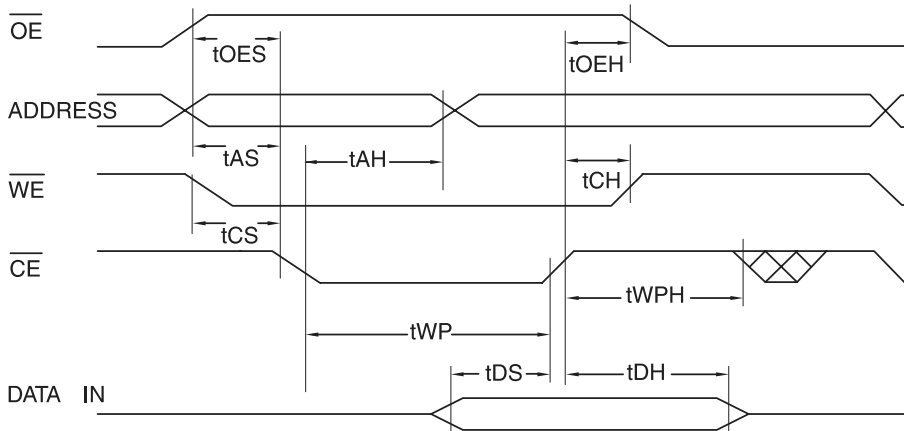 OE
tOES
tOEH
ADDRESS
tAS
tAH
tCH
WE
tCS
CE
tWPH
tWP
tDS
tDH
DATA IN